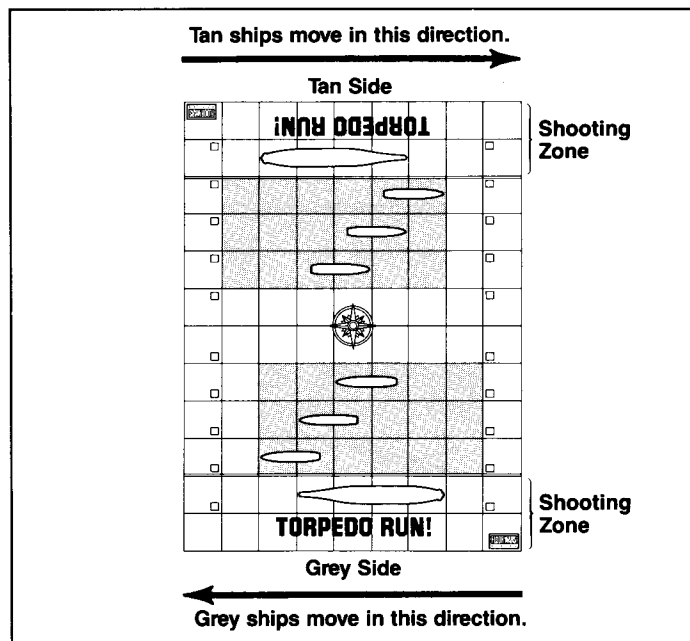 Tan ships move in this direction.
Tan Side
TORPEDO RUN!
Shooting
Zone
Shooting
Zone
TORPEDO RUN!
Grey Side
Grey ships move in this direction.